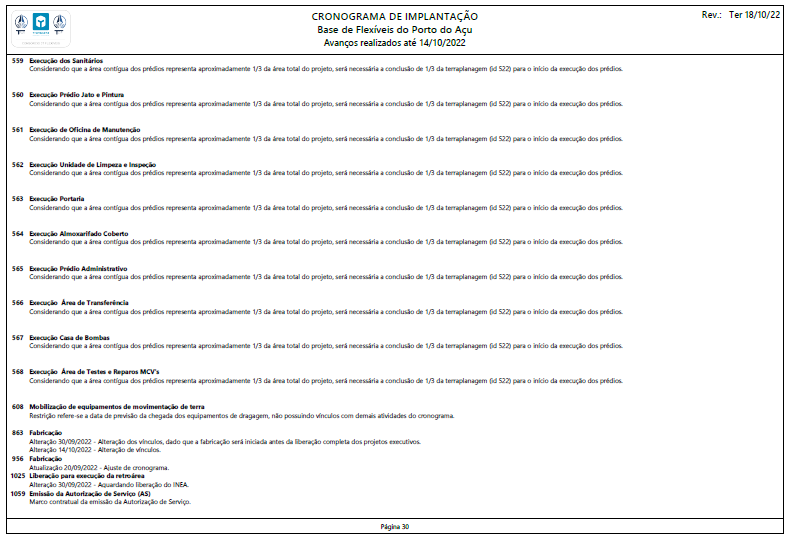 CRONOGRAMA DE IMPLANTAÇÃO
Rev.: Ter 18/10/22
Base de Flexíveis do Porto do Açu
Avanços realizados até 14/10/2022
559 Execução dos Sanitários
Considerando que a área contígua dos prédios representa aproximadamente 1/3 da área total do projeto, será necessária a conclusão de 1/3 da terraplanagem (id 522) para o início da execução dos prédios.
560 Execução Prédio Jato e Pintura
Considerando que a área contígua dos prédios representa aproximadamente 1/3 da área total do projeto, será necessária a conclusão de 1/3 da terraplanagem (id 522) para o início da execução dos prédios.
561 Execução de Oficina de Manutenção
Considerando que a área contígua dos prédios representa aproximadamente 1/3 da área total do projeto, será necessária a conclusão de 1/3 da terraplanagem (id 522) para o início da execução dos prédios.
562 Execução Unidade de Limpeza e Inspeção
Considerando que a área contígua dos prédios representa aproximadamente 1/3 da área total do projeto, será necessária a conclusão de 1/3 da terraplanagem (id 522) para o início da execução dos prédios.
563 Execução Portaria
Considerando que a área contígua dos prédios representa aproximadamente 1/3 da área total do projeto, será necessária a conclusão de 1/3 da terraplanagem (id 522) para o início da execução dos prédios.
564 Execução Almoxarifado Coberto
Considerando que a área contígua dos prédios representa aproximadamente 1/3 da área total do projeto, será necessária a conclusão de 1/3 da terraplanagem (id 522) para o início da execução dos prédios.
565 Execução Prédio Administrativo
Considerando que a área contígua dos prédios representa aproximadamente 1/3 da área total do projeto, será necessária a conclusão de 1/3 da terraplanagem (id 522) para o início da execução dos prédios.
566 Execução Área de Transferência
Considerando que a área contígua dos prédios representa aproximadamente 1/3 da área total do projeto, será necessária a conclusão de 1/3 da terraplanagem (id 522) para o início da execução dos prédios.
567 Execução Casa de Bombas
Considerando que a área contígua dos prédios representa aproximadamente 1/3 da área total do projeto, será necessária a conclusão de 1/3 da terraplanagem (id 522) para o início da execução dos prédios.
568 Execução Área de Testes e Reparos MCV's
Considerando que a área contígua dos prédios representa aproximadamente 1/3 da área total do projeto, será necessária a conclusão de 1/3 da terraplanagem (id 522) para o início da execução dos prédios.
608 Mobilização de equipamentos de movimentação de terra
Restrição refere-se a data de previsão da chegada dos equipamentos de dragagem, não possuindo vínculos com demais atividades do cronograma.
863 Fabricação
Alteração 30/09/2022 - Alteração dos vínculos, dado que a fabricação será iniciada antes da liberação completa dos projetos executivos.
Alteração 14/10/2022 - Alteração de vínculos.
956 Fabricação
Atualização 20/09/2022 - Ajuste de cronograma.
1025 Liberação para execução da retroárea
Alteração 30/09/2022 - Aquardando liberação do INEA.
1059 Emissão da Autorização de Serviço (AS)
Marco contratual da emissão da Autorização de Serviço.
Página 30